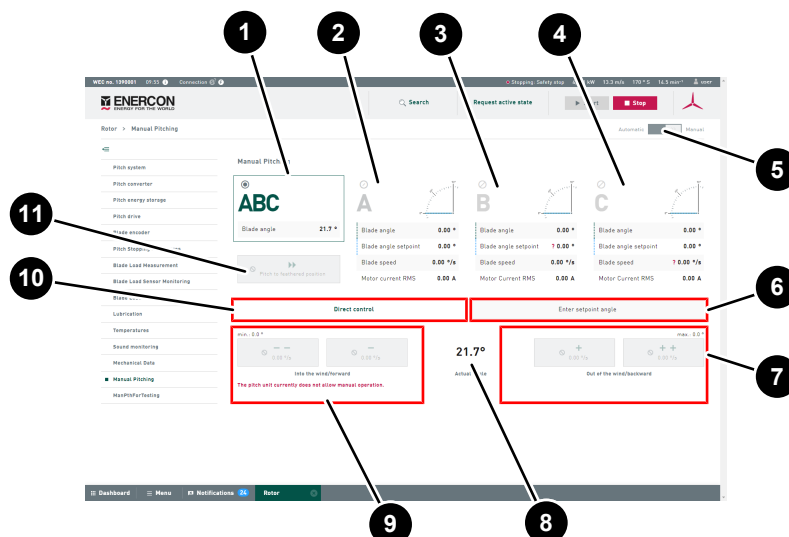 1 2 3 4
WEC no. 1390001 09:55 Connection Stopping: Safety stop kW 13.3 m/s 170 ° S 16.5 min⁻¹ user
ENERCON
ENERGY FOR THE WORLD
Search Request active state Stop
Rotor > Manual Pitching Automatic Manual
5
Pitch system
Pitch converter
Pitch energy storage
Pitch drive
Blade encoder
Blade Load Measurement
Blade Load Sensor Monitoring
Lubrication
Temperatures
Sound monitoring
Mechanical Data
Manual Pitching
ManPthForTesting
11
10
ABC
Blade angle 21.7 °
Pitch to feathered position
A
Blade angle 0.00 °
Blade angle setpoint 0.00 °
Blade speed 0.00 °/s
Motor current RMS 0.00 A
B
Blade angle 0.00 °
Blade angle setpoint ? 0.00 °
Blade speed 0.00 °/s
Motor Current RMS 0.00 A
C
Blade angle 0.00 °
Blade angle setpoint 0.00 °
Blade speed ? 0.00 °/s
Motor Current RMS 0.00 A
Direct control Enter setpoint angle
6
min: 0.0 ° max: 0.0 °
-- 0.00 °/s - 0.00 °/s
+ 0.00 °/s ++ 0.00 °/s
7
21.7°
Into the wind/forward Out of the wind/backward
The pitch unit currently does not allow manual operation.
Dashboard Menu Notifications 24 Rotor
9 8